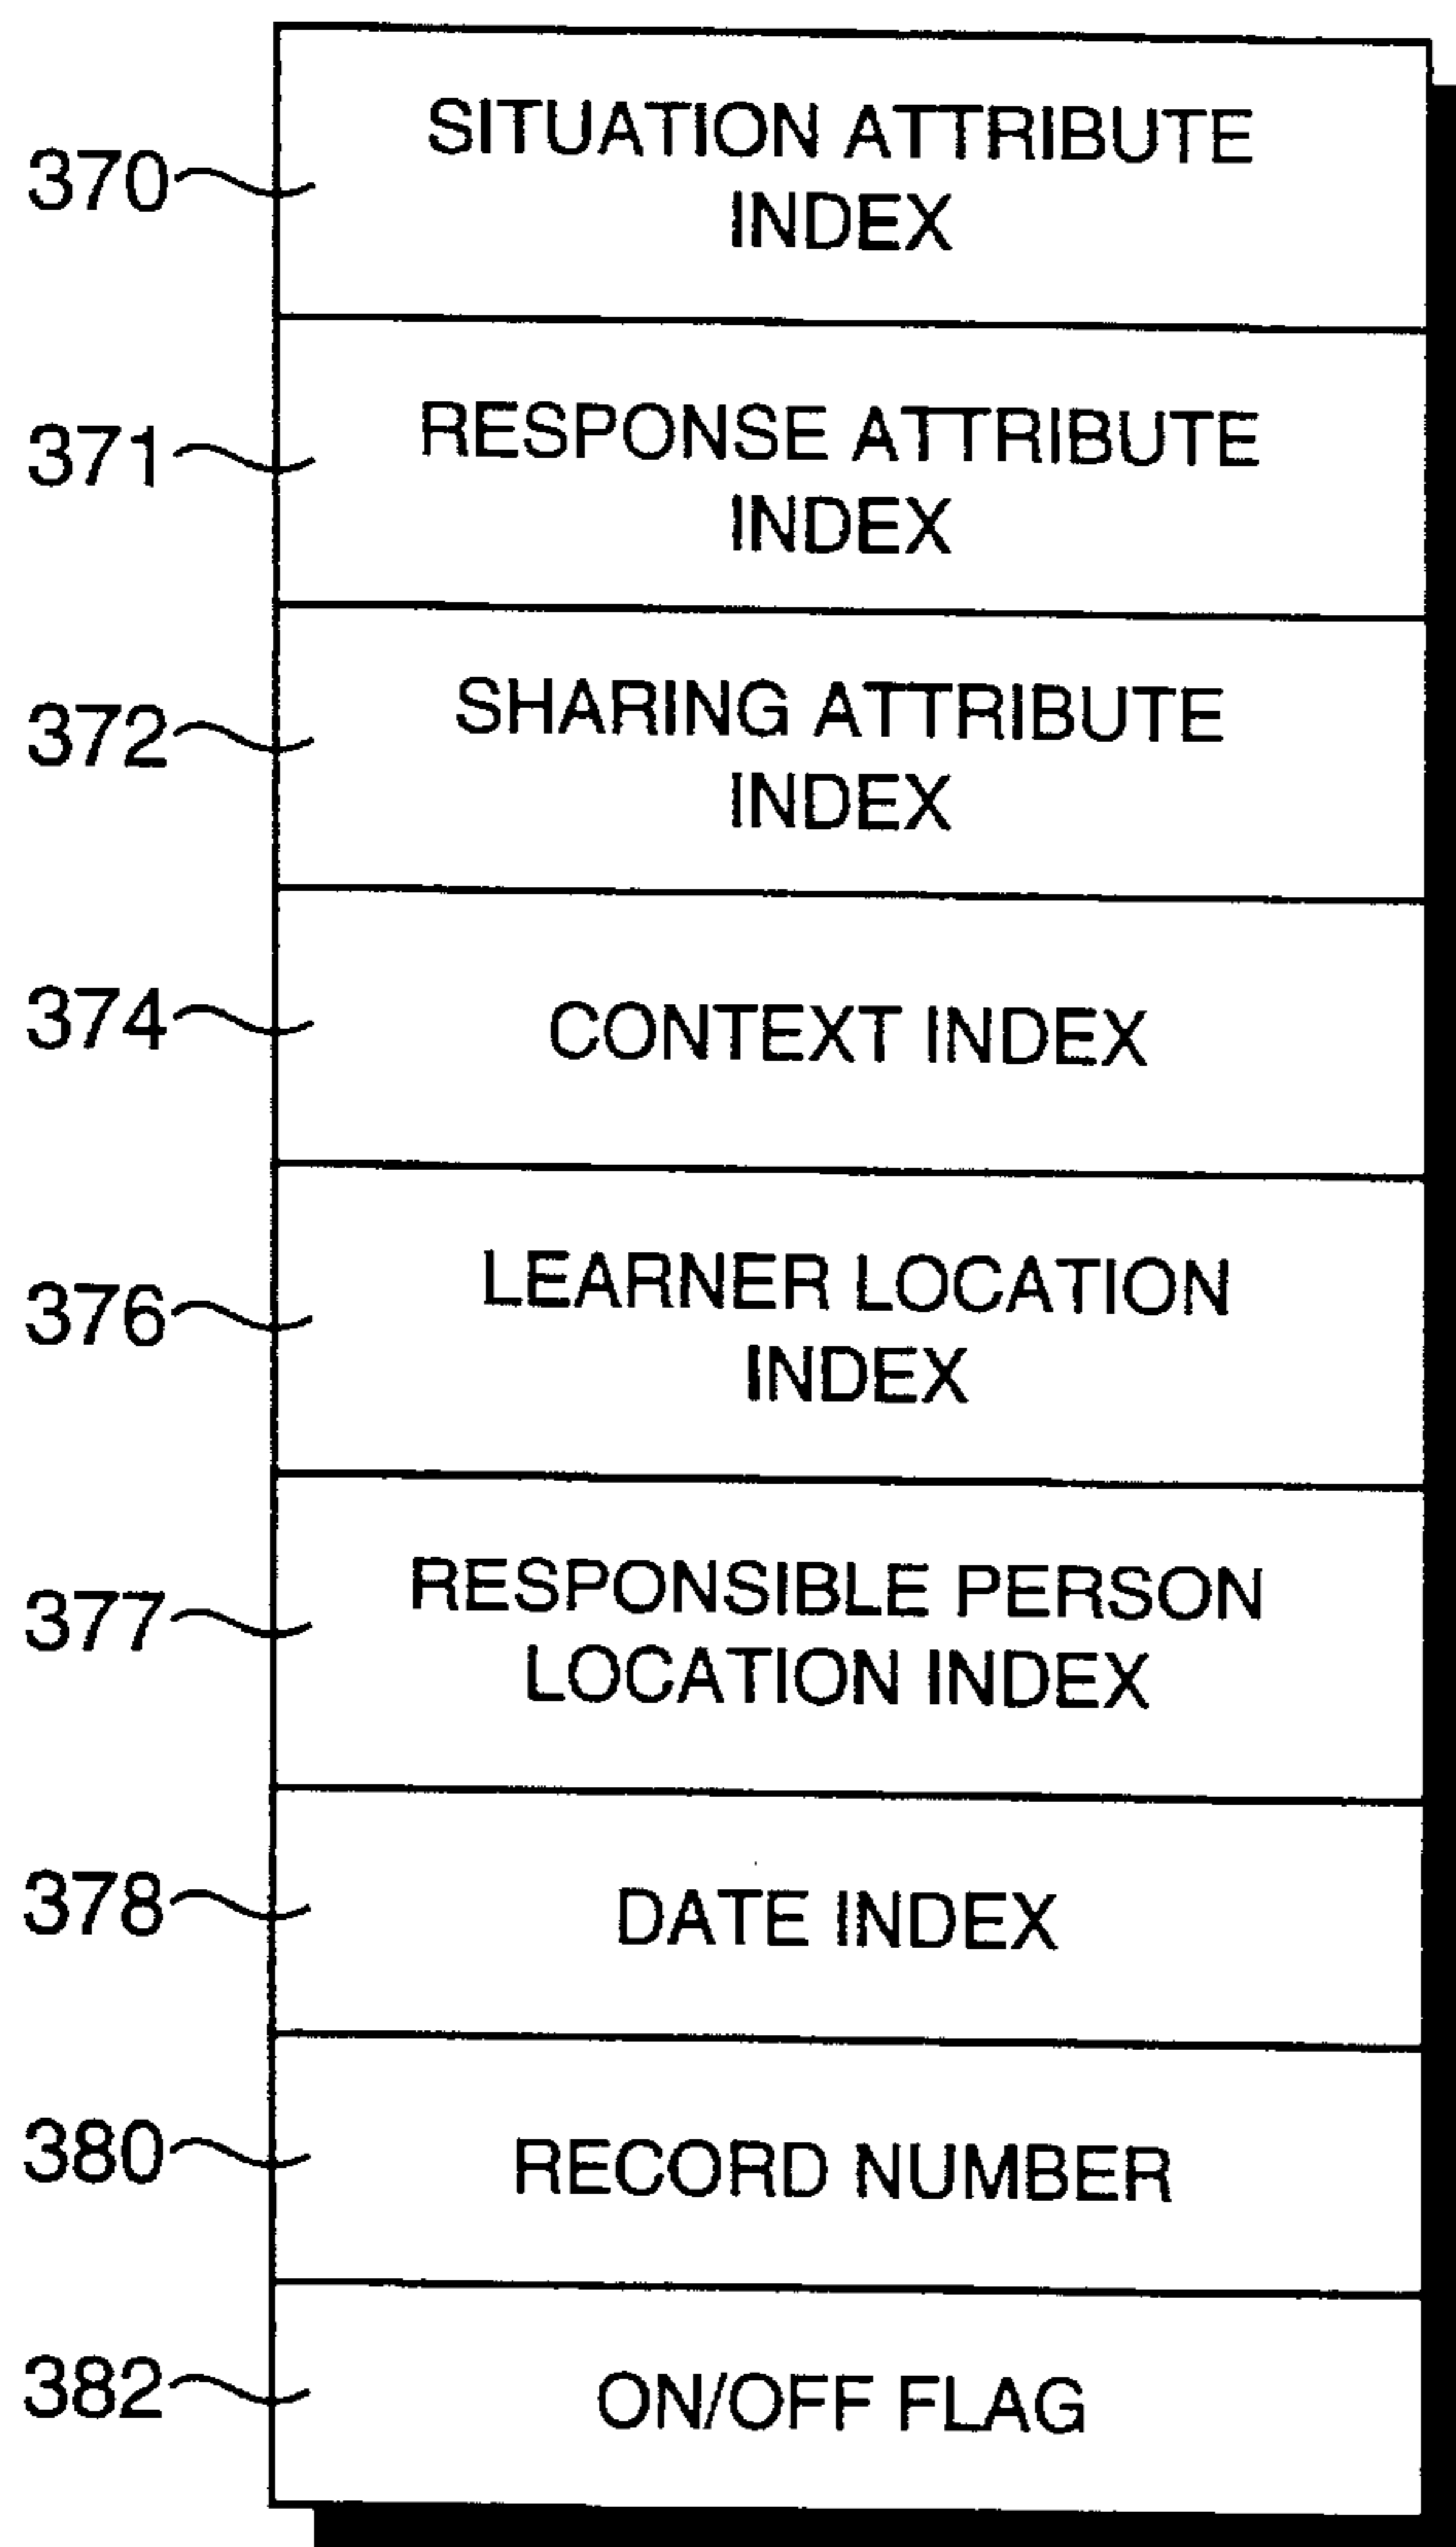 370 SITUATION ATTRIBUTE
INDEX
371 RESPONSE ATTRIBUTE
INDEX
372 SHARING ATTRIBUTE
INDEX
374 CONTEXT INDEX
376 LEARNER LOCATION
INDEX
377 RESPONSIBLE PERSON
LOCATION INDEX
378 DATE INDEX
380 RECORD NUMBER
382 ON/OFF FLAG